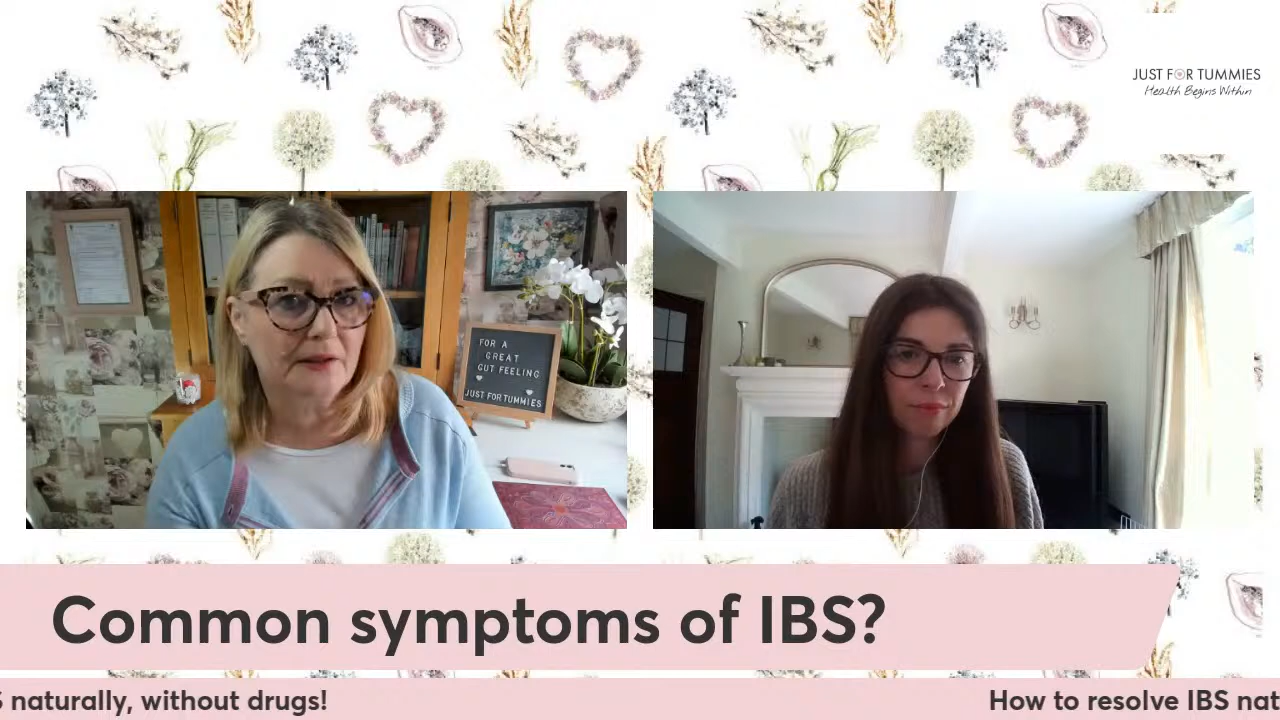 JUST FOR TUMMIES
Health Begins Within
FOR A
GREAT
GUT FEELING
JUST FOR TUMMIES
Common symptoms of IBS?
naturally, without drugs!
How to resolve IBS nat